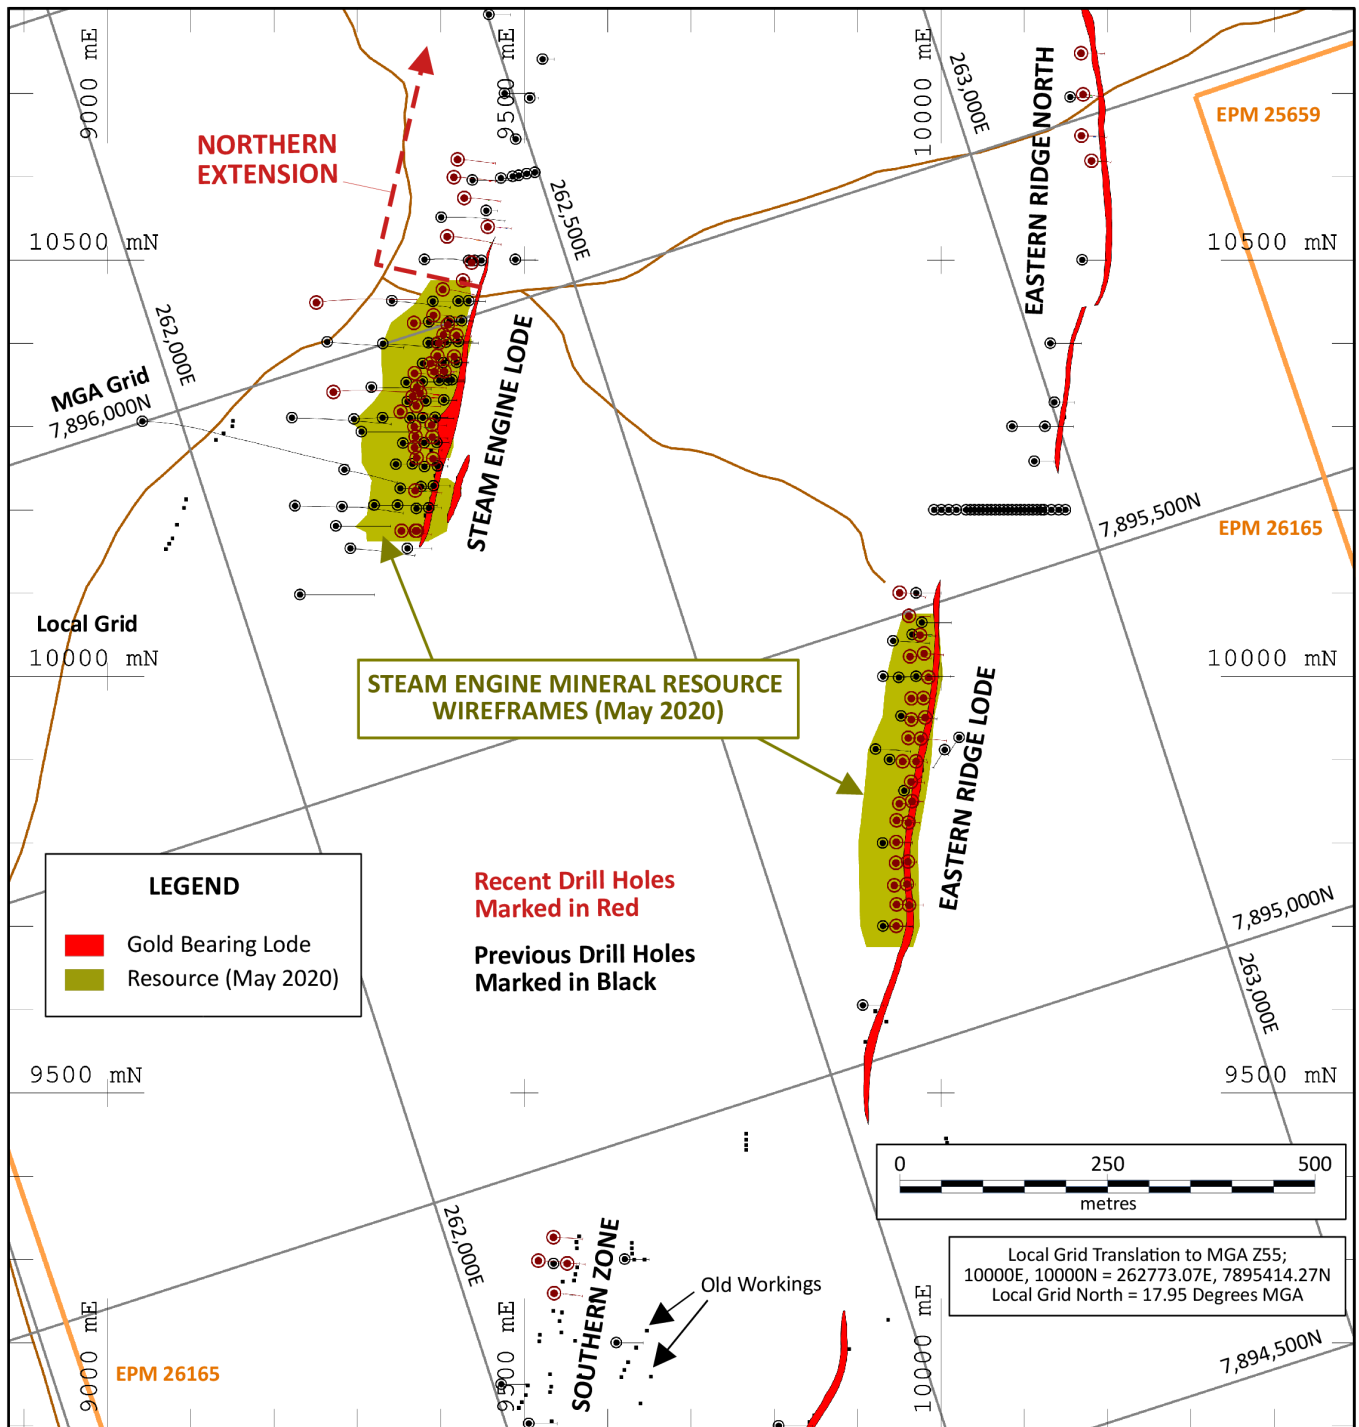 9000 mE
9500 mE
10000 mE
263,000E
EASTERN RIDGE NORTH
EPM 25659
NORTHERN
EXTENSION
262,500E
10500 mN
10500 mN
262,000E
STEAM ENGINE LODE
MGA Grid
7,896,000N
7,895,500N
EPM 26165
Local Grid
10000 mN
10000 mN
STEAM ENGINE MINERAL RESOURCE
WIREFRAMES (May 2020)
EASTERN RIDGE LODE
LEGEND
Gold Bearing Lode
Resource (May 2020)
Recent Drill Holes
Marked in Red
Previous Drill Holes
Marked in Black
7,895,000N
263,000E
9500 mN
9500 mN
0 250 500
metres
262,000E
SOUTHERN ZONE
Old Workings
Local Grid Translation to MGA Z55;
10000E, 10000N = 262773.07E, 7895414.27N
Local Grid North = 17.95 Degrees MGA
7,894,500N
EPM 26165
9000 mE
9500 mE
10000 mE